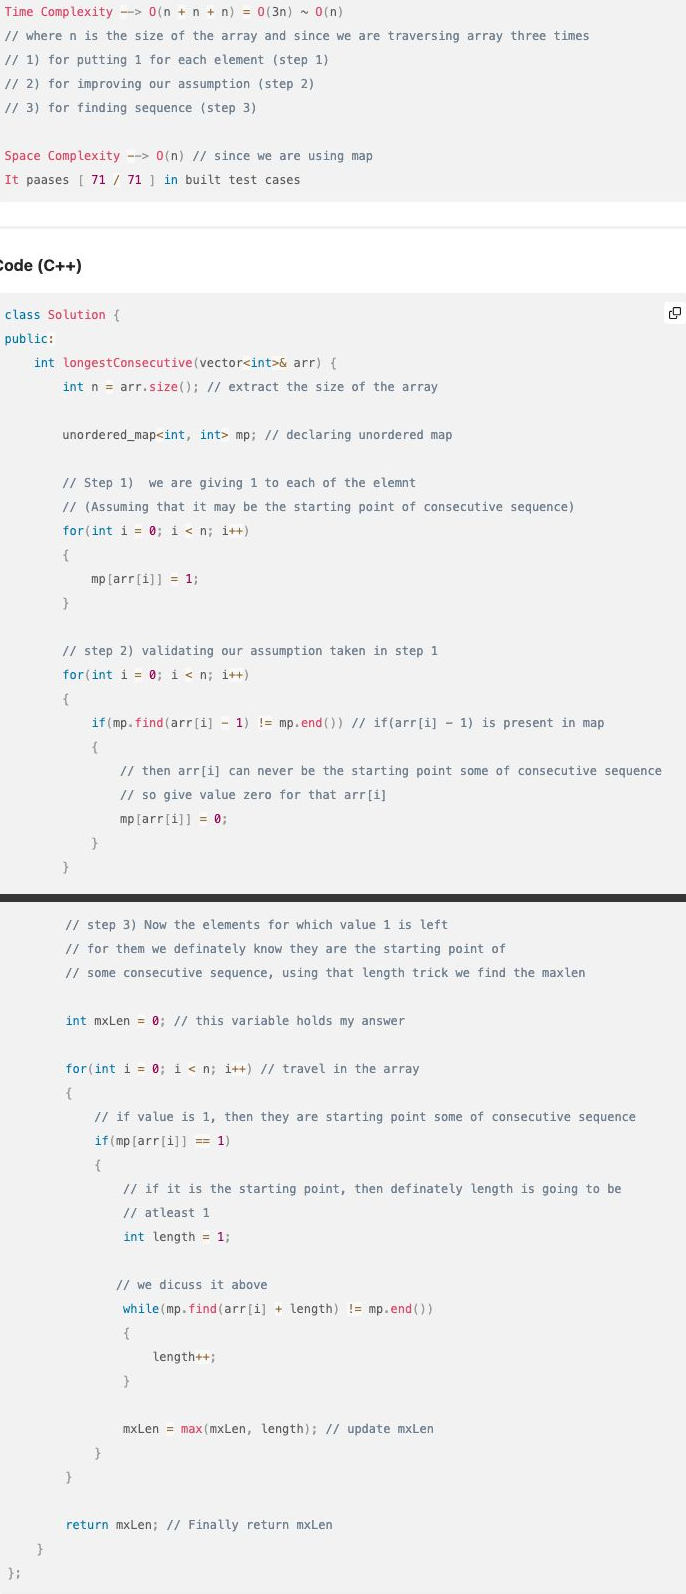 Time Complexity --> O(n + n + n) = O(3n) ~ O(n)
// where n is the size of the array and since we are traversing array three times
// 1) for putting 1 for each element (step 1)
// 2) for improving our assumption (step 2)
// 3) for finding sequence (step 3)
Space Complexity --> O(n) // since we are using map
It paases [ 71 / 71 ] in built test cases
Code (C++)
class Solution {
public:
    int longestConsecutive(vector<int>& arr) {
        int n = arr.size(); // extract the size of the array
        unordered_map<int, int> mp; // declaring unordered map
        // Step 1)  we are giving 1 to each of the elemnt
        // (Assuming that it may be the starting point of consecutive sequence)
        for(int i = 0; i < n; i++)
        {
            mp[arr[i]] = 1;
        }
        // step 2) validating our assumption taken in step 1
        for(int i = 0; i < n; i++)
        {
            if(mp.find(arr[i] - 1) != mp.end()) // if(arr[i] - 1) is present in map
            {
                // then arr[i] can never be the starting point some of consecutive sequence
                // so give value zero for that arr[i]
                mp[arr[i]] = 0;
            }
        }
        // step 3) Now the elements for which value 1 is left
        // for them we definately know they are the starting point of
        // some consecutive sequence, using that length trick we find the maxlen
        int mxLen = 0; // this variable holds my answer
        for(int i = 0; i < n; i++) // travel in the array
        {
            // if value is 1, then they are starting point some of consecutive sequence
            if(mp[arr[i]] == 1)
            {
                // if it is the starting point, then definately length is going to be
                // atleast 1
                int length = 1;
               // we dicuss it above
                while(mp.find(arr[i] + length) != mp.end())
                {
                    length++;
                }
                mxLen = max(mxLen, length); // update mxLen
            }
        }
        return mxLen; // Finally return mxLen
    }
};